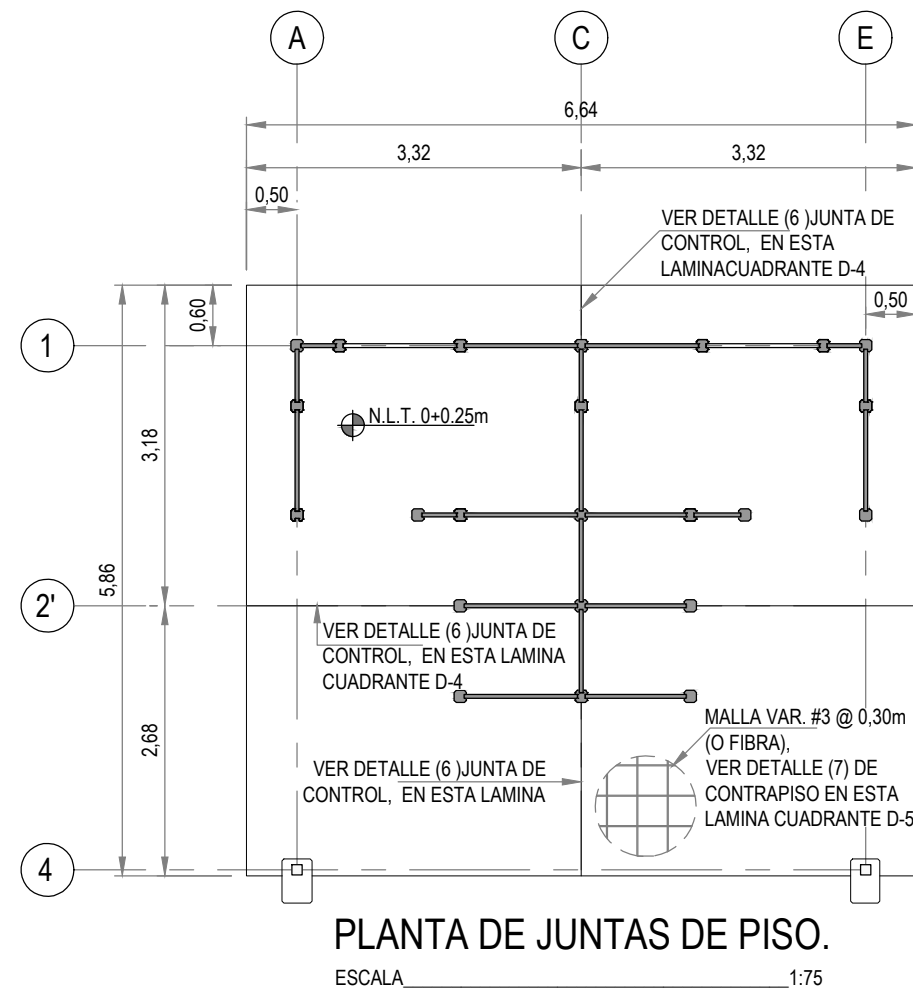 A
C
E
6,64
3,32
3,32
0,50
VER DETALLE (6 )JUNTA DE
CONTROL,  EN ESTA
LAMINACUADRANTE D-4
0,60
0,50
1
N.L.T. 0+0.25m
3,18
5,86
2'
VER DETALLE (6 )JUNTA DE
CONTROL,  EN ESTA LAMINA
CUADRANTE D-4
2,68
MALLA VAR. #3 @ 0,30m
(O FIBRA),
VER DETALLE (7) DE
CONTRAPISO EN ESTA
LAMINA CUADRANTE D-5
VER DETALLE (6 )JUNTA DE
CONTROL,  EN ESTA LAMINA
4
PLANTA DE JUNTAS DE PISO.
ESCALA 1:75